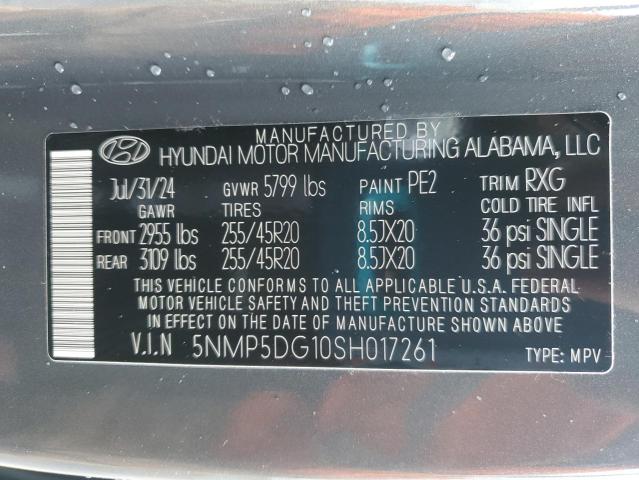 MANUFACTURED BY
HYUNDAI MOTOR MANUFACTURING ALABAMA, LLC
Jul/31/24 GVWR 5799 lbs PAINT PE2 TRIM RXG
GAWR TIRES RIMS COLD TIRE INFL
FRONT 2955 lbs 255/45R20 8.5JX20 36 psi SINGLE
REAR 3109 lbs 255/45R20 8.5JX20 36 psi SINGLE
THIS VEHICLE CONFORMS TO ALL APPLICABLE U.S.A. FEDERAL
MOTOR VEHICLE SAFETY AND THEFT PREVENTION STANDARDS
IN EFFECT ON THE DATE OF MANUFACTURE SHOWN ABOVE
V.I.N 5NMP5DG10SH017261 TYPE: MPV